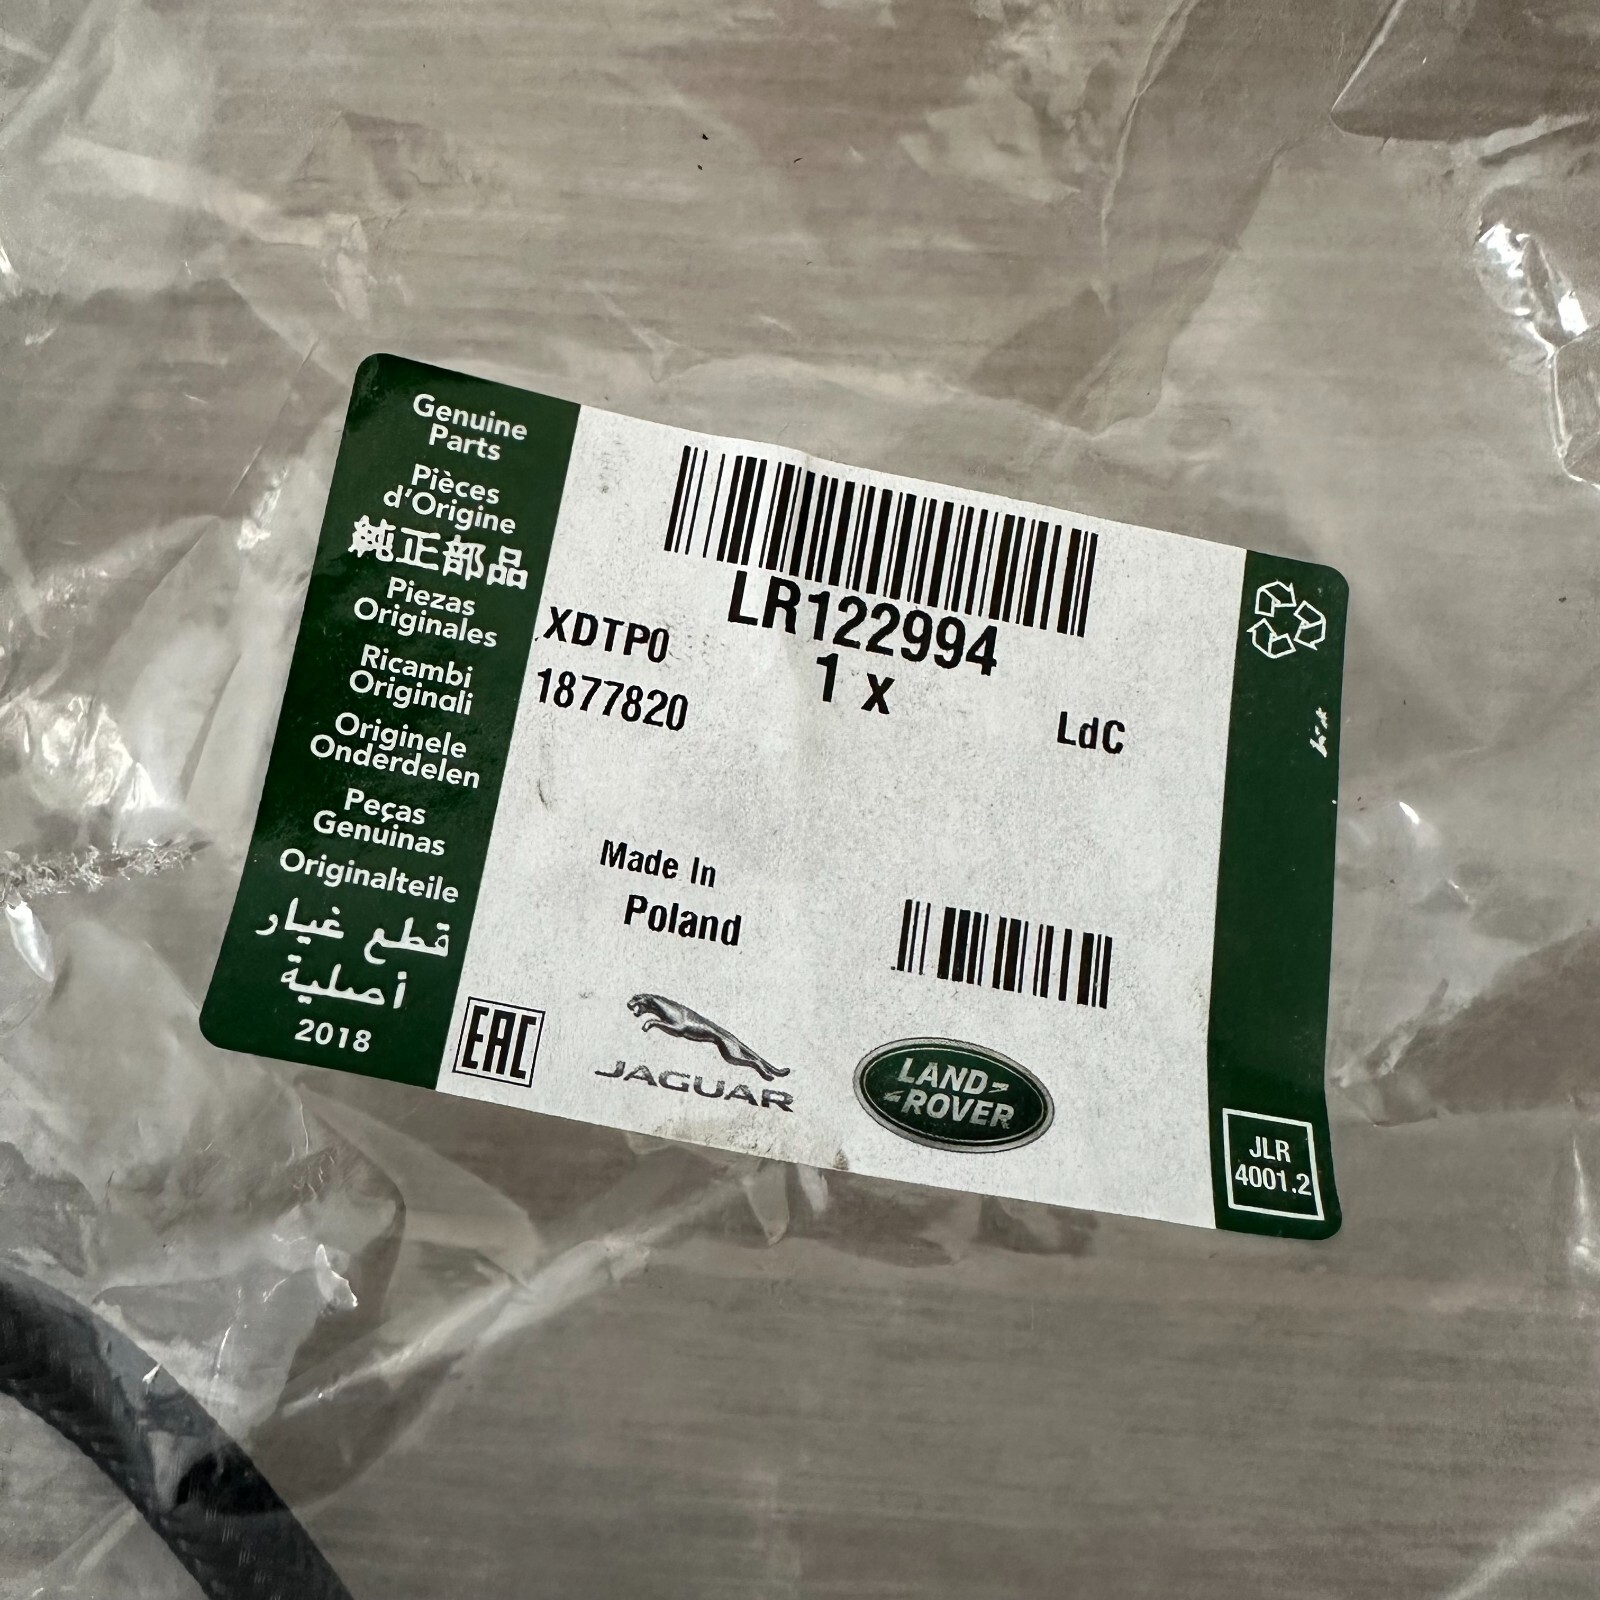 Genuine
Parts
Pièces
d'Origine
純正部品
Piezas
Originales
Ricambi
Originali
Originele
Onderdelen
Peças
Genuinas
Originalteile
قطع غيار
أصلية
2018
LR122994
XDTP0
1 x
1877820
LdC
Made In
Poland
EAC
JAGUAR
LAND-
-ROVER
JLR
4001.2